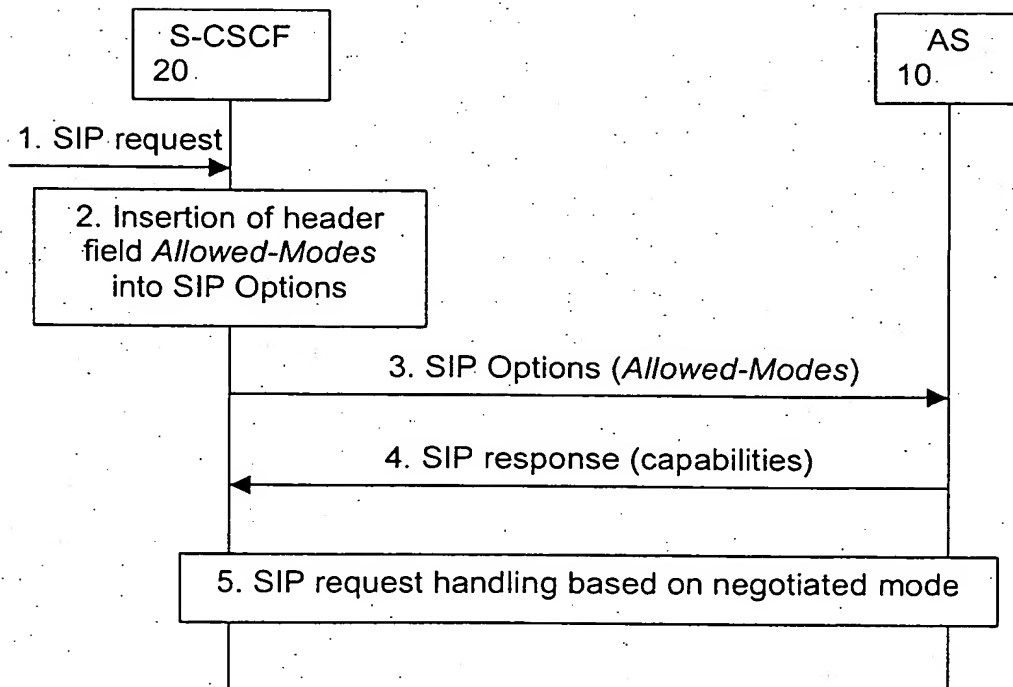 S-CSCF
20
AS
10
1. SIP request
2. Insertion of header
field Allowed-Modes
into SIP Options
3. SIP Options (Allowed-Modes)
4. SIP response (capabilities)
5. SIP request handling based on negotiated mode